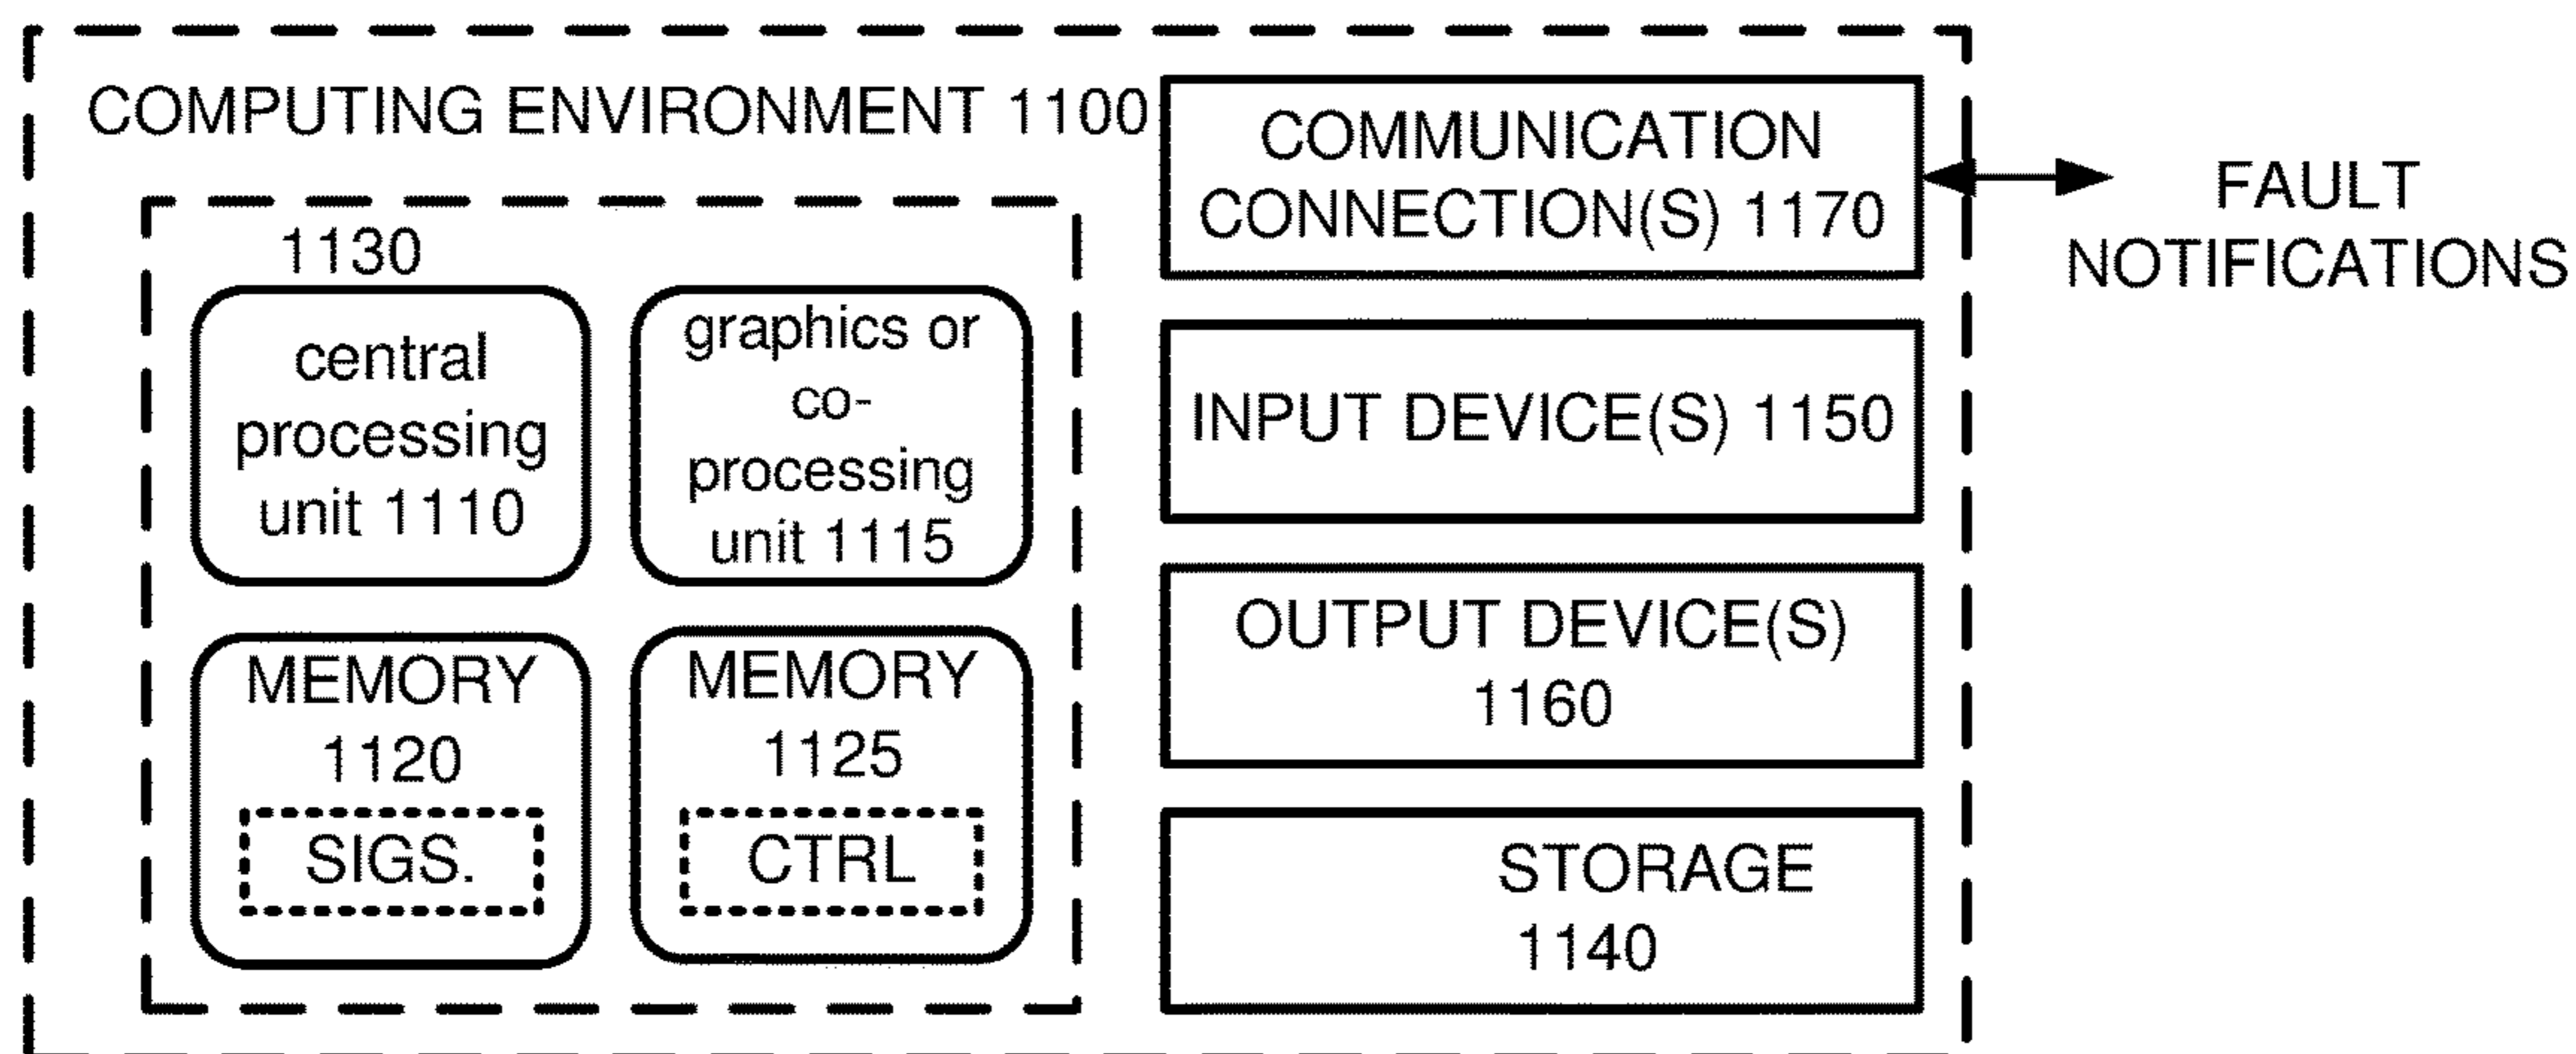 COMPUTING ENVIRONMENT 1100
1130
central
processing
unit 1110
graphics or
co-
processing
unit 1115
MEMORY
1120
SIGS.
MEMORY
1125
CTRL
COMMUNICATION
CONNECTION(S) 1170
INPUT DEVICE(S) 1150
OUTPUT DEVICE(S)
1160
STORAGE
1140
FAULT
NOTIFICATIONS